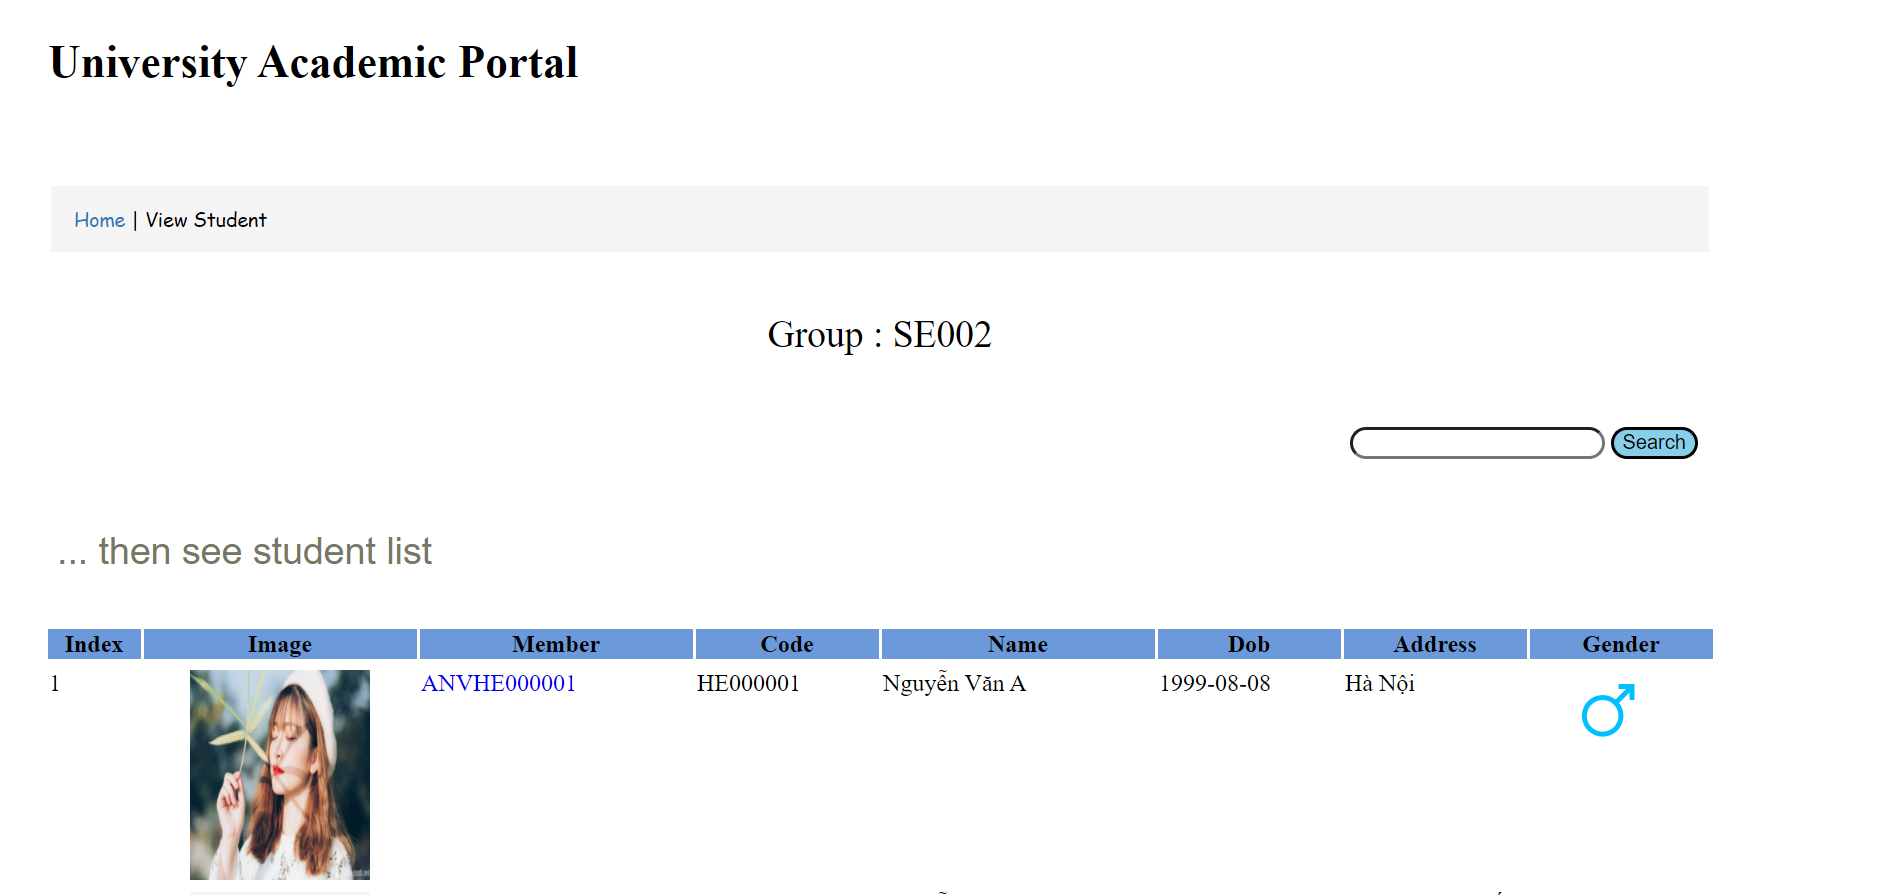 University Academic Portal
Home | View Student
Group : SE002
Search
... then see student list
Index Image Member Code Name Dob Address Gender
1 ANVHE000001 HE000001 Nguyễn Văn A 1999-08-08 Hà Nội